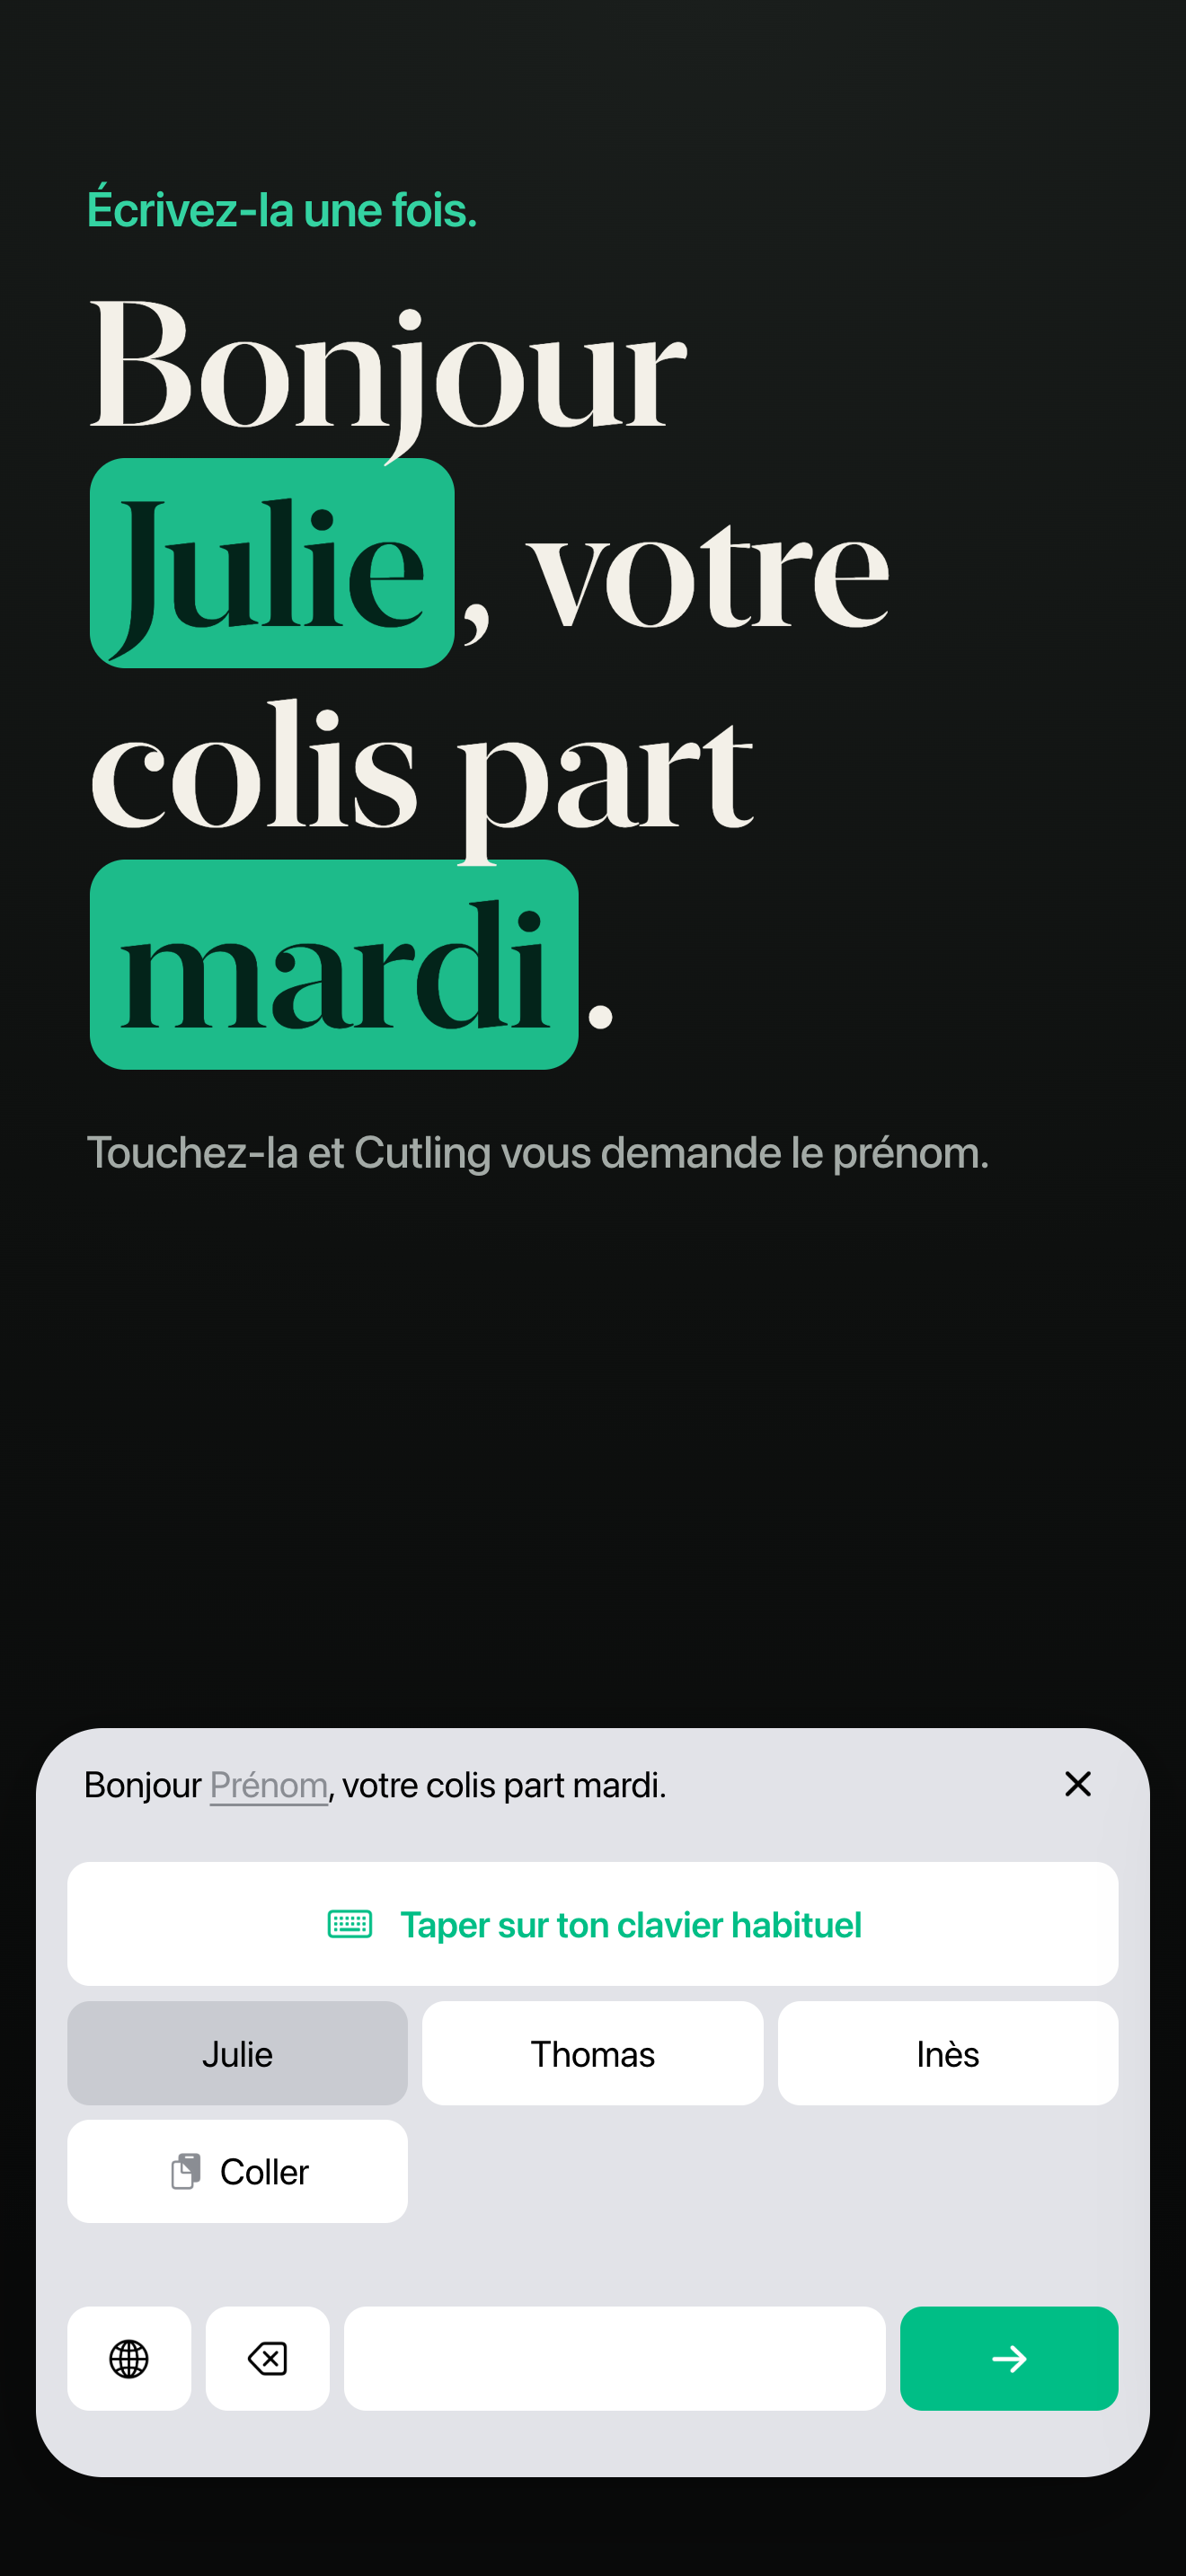 Écrivez-la une fois.
Bonjour
Julie, votre
colis part
mardi.
Touchez-la et Cutling vous demande le prénom.
Bonjour Prénom, votre colis part mardi.
Taper sur ton clavier habituel
Julie
Thomas
Inès
Coller